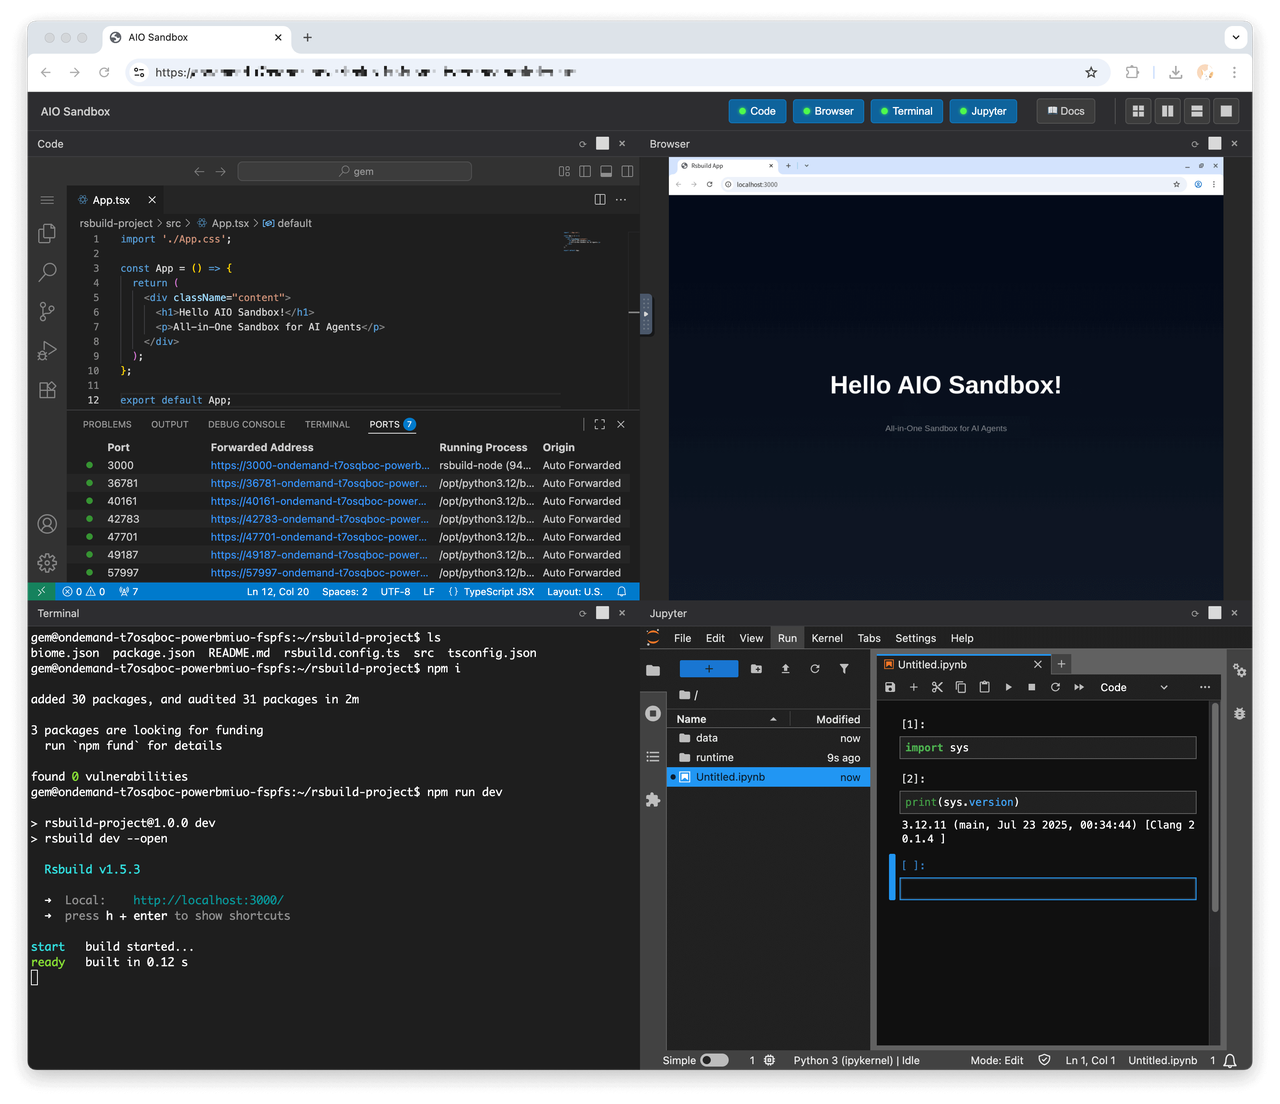 AIO Sandbox
https://
AIO Sandbox
Code
Browser
Terminal
Jupyter
Docs
Code
gem
App.tsx
rsbuild-project > src > App.tsx > default
1 import './App.css';
2
3 const App = () => {
4 return (
5 <div className="content">
6 <h1>Hello AIO Sandbox!</h1>
7 <p>All-in-One Sandbox for AI Agents</p>
8 </div>
9 );
10 };
11
12 export default App;
PROBLEMS OUTPUT DEBUG CONSOLE TERMINAL PORTS 7
Port Forwarded Address Running Process Origin
3000 https://3000-ondemand-t7osqboc-powerb... rsbuild-node (94... Auto Forwarded
36781 https://36781-ondemand-t7osqboc-power... /opt/python3.12/b... Auto Forwarded
40161 https://40161-ondemand-t7osqboc-power... /opt/python3.12/b... Auto Forwarded
42783 https://42783-ondemand-t7osqboc-power... /opt/python3.12/b... Auto Forwarded
47701 https://47701-ondemand-t7osqboc-power... /opt/python3.12/b... Auto Forwarded
49187 https://49187-ondemand-t7osqboc-power... /opt/python3.12/b... Auto Forwarded
57997 https://57997-ondemand-t7osqboc-power... /opt/python3.12/b... Auto Forwarded
0 0 7 Ln 12, Col 20 Spaces: 2 UTF-8 LF {} TypeScript JSX Layout: U.S.
Browser
Rsbuild App
localhost:3000
Hello AIO Sandbox!
All-in-One Sandbox for AI Agents
Terminal
gem@ondemand-t7osqboc-powerbmiuo-fspfs:~/rsbuild-project$ ls
biome.json package.json README.md rsbuild.config.ts src tsconfig.json
gem@ondemand-t7osqboc-powerbmiuo-fspfs:~/rsbuild-project$ npm i
added 30 packages, and audited 31 packages in 2m
3 packages are looking for funding
run `npm fund` for details
found 0 vulnerabilities
gem@ondemand-t7osqboc-powerbmiuo-fspfs:~/rsbuild-project$ npm run dev
> rsbuild-project@1.0.0 dev
> rsbuild dev --open
Rsbuild v1.5.3
➜ Local: http://localhost:3000/
➜ press h + enter to show shortcuts
start build started...
ready built in 0.12 s
Jupyter
File Edit View Run Kernel Tabs Settings Help
/
Name Modified
data now
runtime 9s ago
Untitled.ipynb now
Untitled.ipynb
Code
[1]:
import sys
[2]:
print(sys.version)
3.12.11 (main, Jul 23 2025, 00:34:44) [Clang 2
0.1.4 ]
[ ]:
Simple 1 Python 3 (ipykernel) | Idle Mode: Edit Ln 1, Col 1 Untitled.ipynb 1